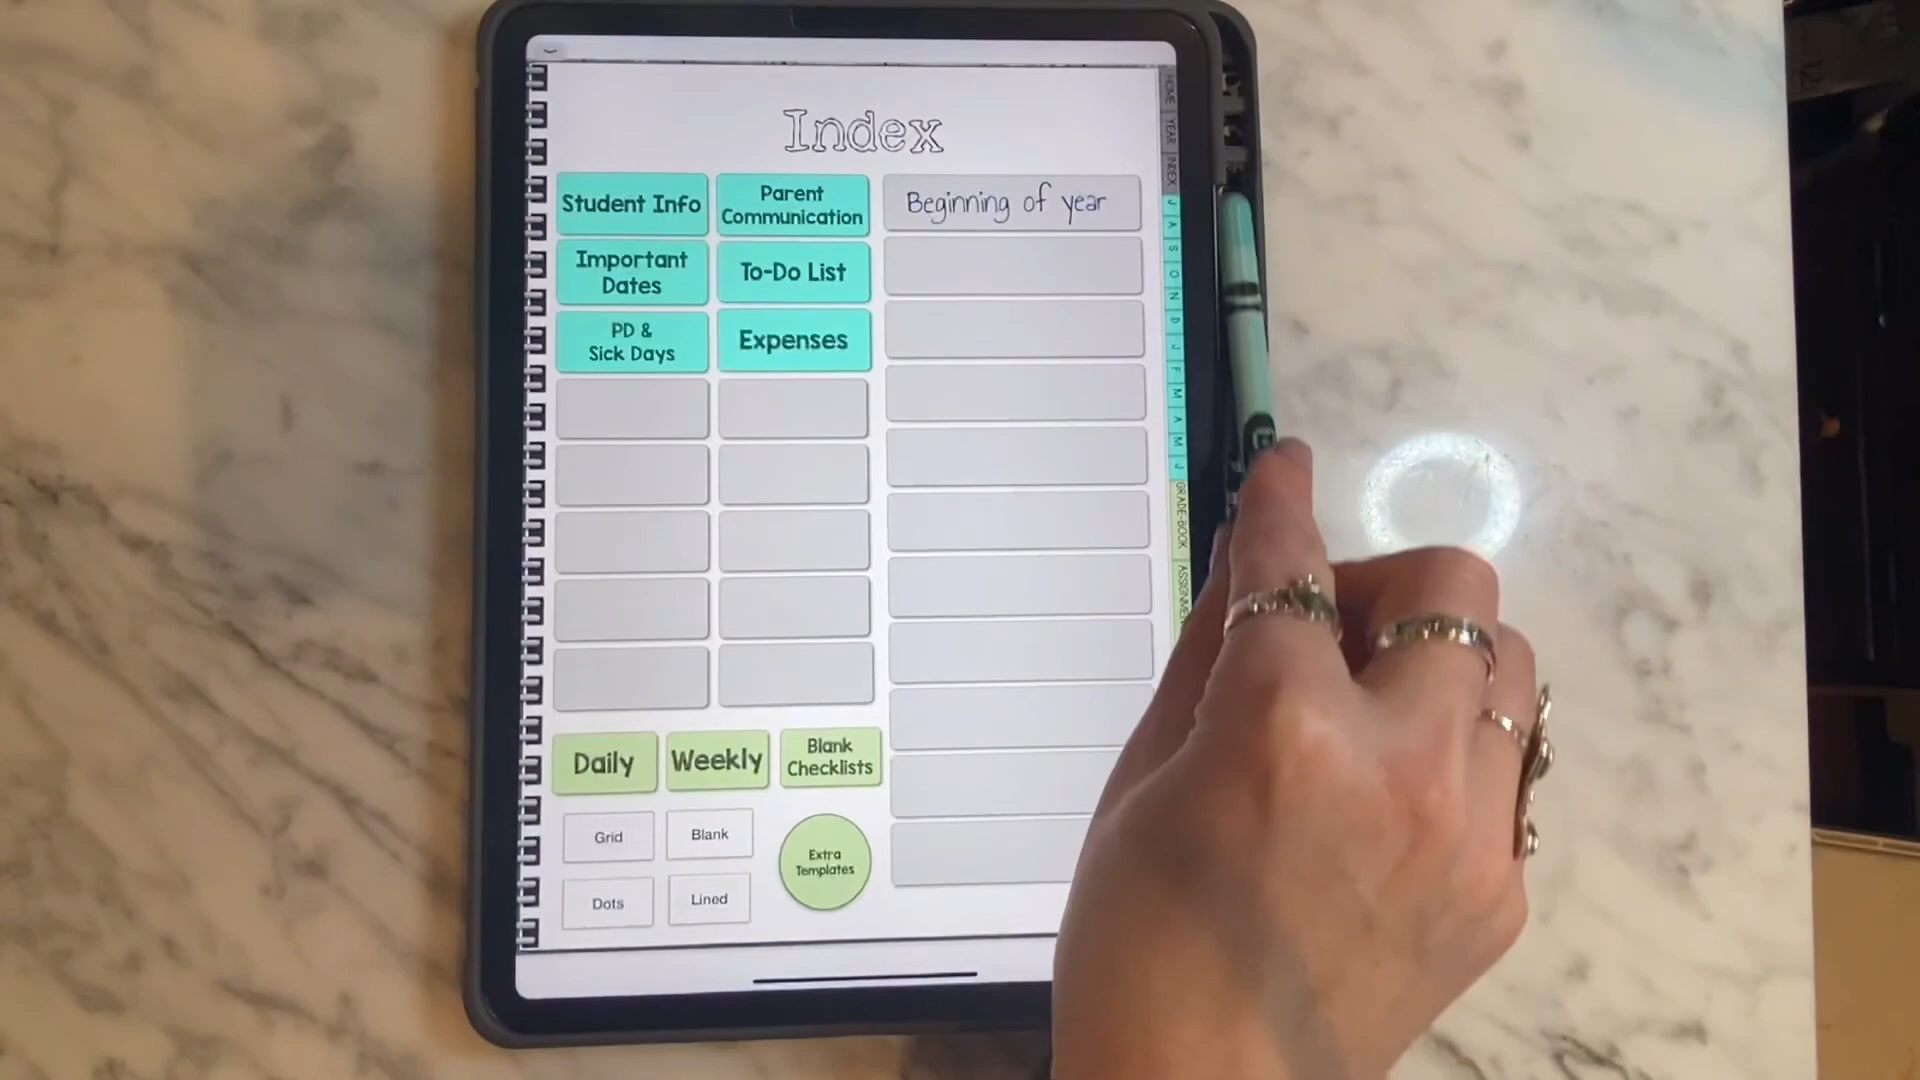 Index
Student Info
Parent
Communication
Beginning of year
Important
Dates
To-Do List
PD &
Sick Days
Expenses
Daily
Weekly
Blank
Checklists
Grid
Blank
Extra
Templates
Dots
Lined
HOME
YEAR
INDEX
J
A
S
O
N
D
J
F
M
A
M
J
GRADE-BOOK